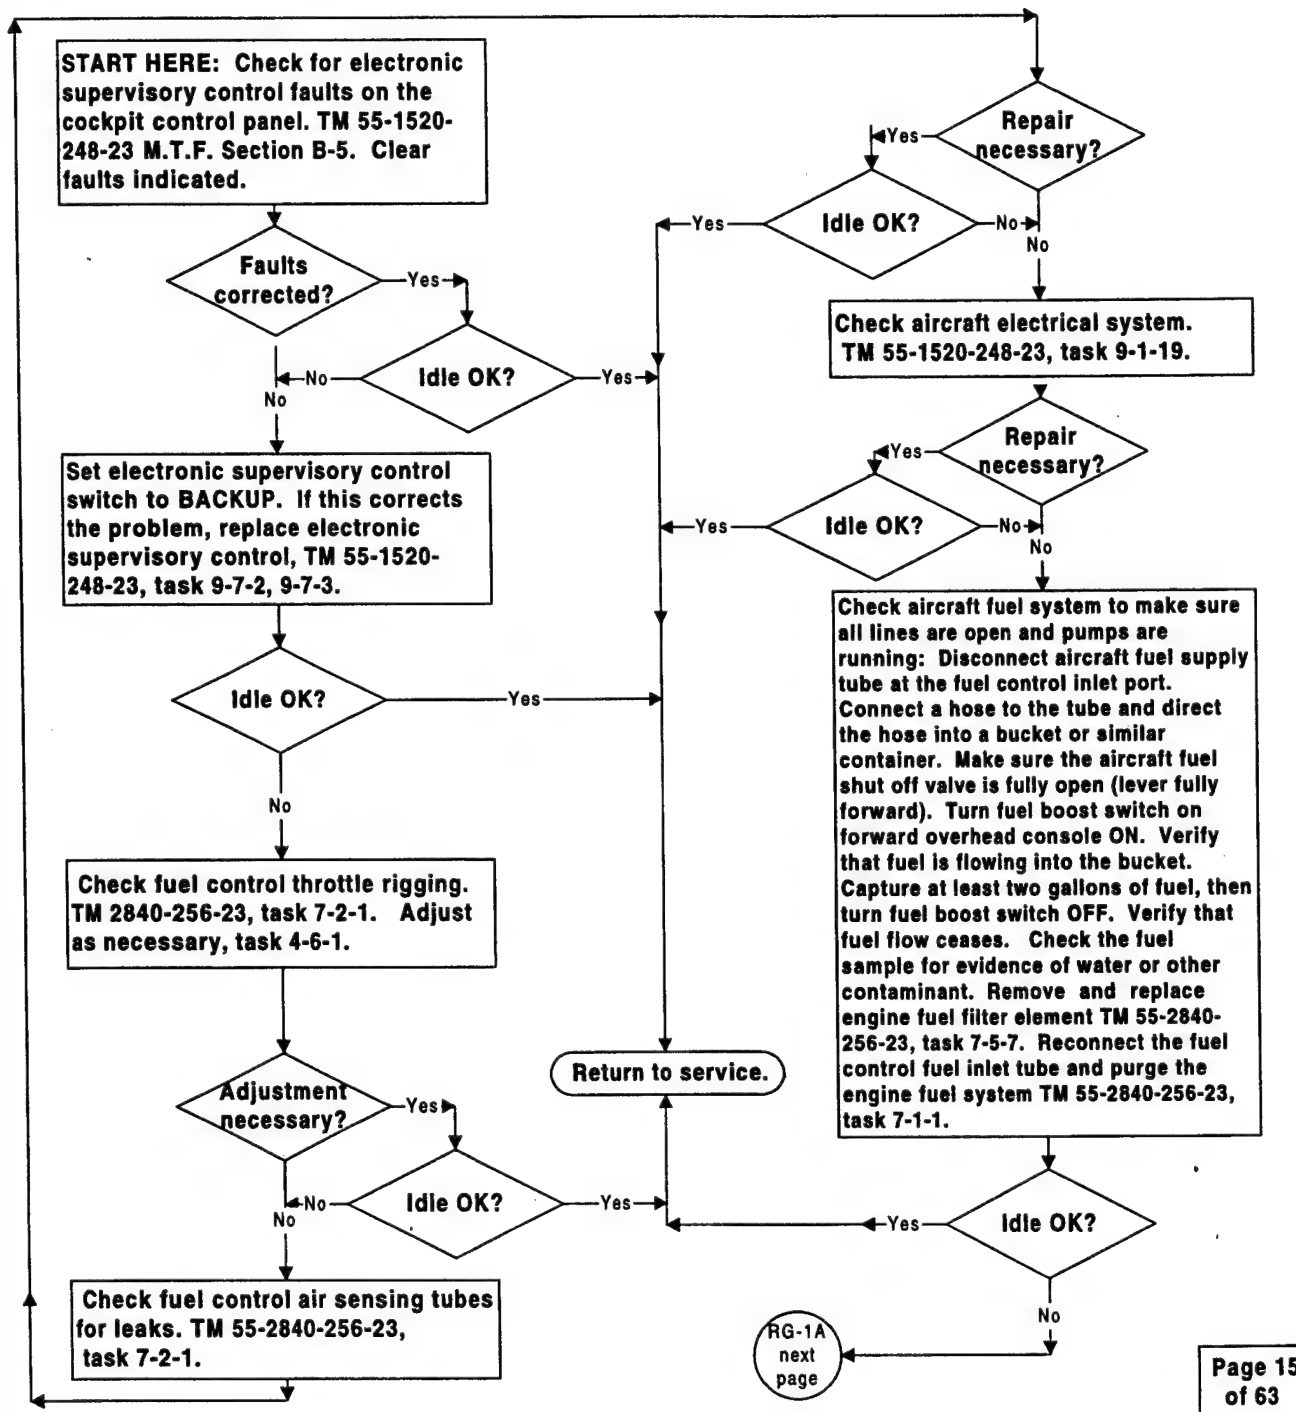 START HERE: Check for electronic
supervisory control faults on the
cockpit control panel. TM 55-1520-
248-23 M.T.F. Section B-5. Clear
faults indicated.
Faults
corrected?
Yes
Idle OK?
No
Yes
No
Set electronic supervisory control
switch to BACKUP. If this corrects
the problem, replace electronic
supervisory control, TM 55-1520-
248-23, task 9-7-2, 9-7-3.
Idle OK?
Yes
No
Check fuel control throttle rigging.
TM 2840-256-23, task 7-2-1. Adjust
as necessary, task 4-6-1.
Adjustment
necessary?
Yes
Idle OK?
No
Yes
No
Check fuel control air sensing tubes
for leaks. TM 55-2840-256-23,
task 7-2-1.
Repair
necessary?
Yes
Idle OK?
Yes
No
No
Check aircraft electrical system.
TM 55-1520-248-23, task 9-1-19.
Repair
necessary?
Yes
Idle OK?
Yes
No
No
Check aircraft fuel system to make sure
all lines are open and pumps are
running: Disconnect aircraft fuel supply
tube at the fuel control inlet port.
Connect a hose to the tube and direct
the hose into a bucket or similar
container. Make sure the aircraft fuel
shut off valve is fully open (lever fully
forward). Turn fuel boost switch on
forward overhead console ON. Verify
that fuel is flowing into the bucket.
Capture at least two gallons of fuel, then
turn fuel boost switch OFF. Verify that
fuel flow ceases. Check the fuel
sample for evidence of water or other
contaminant. Remove and replace
engine fuel filter element TM 55-2840-
256-23, task 7-5-7. Reconnect the fuel
control fuel inlet tube and purge the
engine fuel system TM 55-2840-256-23,
task 7-1-1.
Return to service.
Idle OK?
Yes
No
RG-1A
next
page
Page 15
of 63